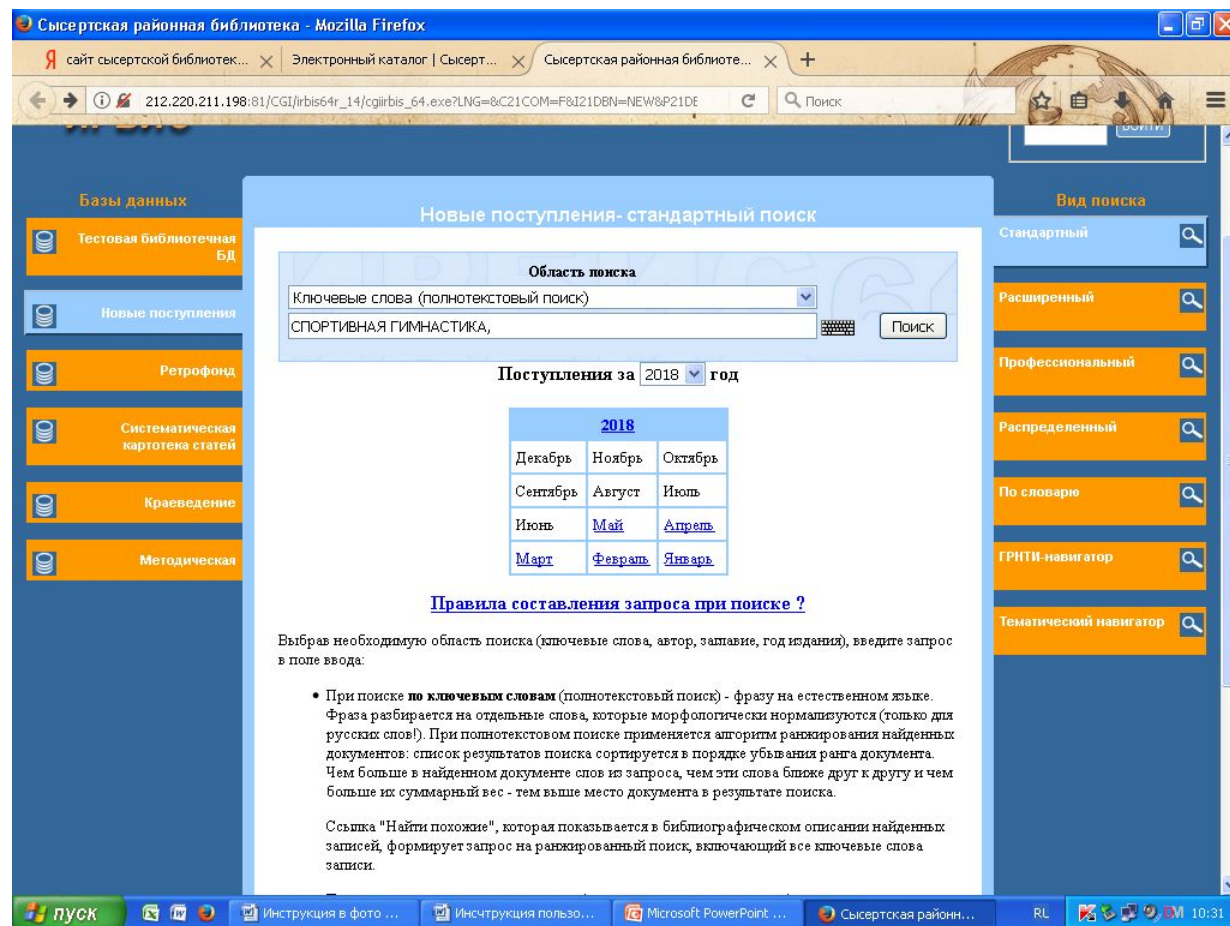 Сысертская районная библиотека - Mozilla Firefox
сайт сысертской библиотек...
Электронный каталог | Сысерт...
Сысертская районная библиоте...
212.220.211.198:81/CGI/irbis64r_14/cgiirbis_64.exe?LNG=&C21COM=F&I21DBN=NEW&P21DE
Поиск
Войти
Базы данных
Тестовая библиотечная
БД
Новые поступления
Ретрофонд
Систематическая
картотека статей
Краеведение
Методическая
Новые поступления- стандартный поиск
Область поиска
Ключевые слова (полнотекстовый поиск)
СПОРТИВНАЯ ГИМНАСТИКА,
Поиск
Поступления за 2018 год
2018
Декабрь Ноябрь Октябрь
Сентябрь Август Июль
Июнь Май Апрель
Март Февраль Январь
Правила составления запроса при поиске ?
Выбрав необходимую область поиска (ключевые слова, автор, заглавие, год издания), введите запрос
в поле ввода:
• При поиске по ключевым словам (полнотекстовый поиск) - фразу на естественном языке.
Фраза разбирается на отдельные слова, которые морфологически нормализуются (только для
русских слов!). При полнотекстовом поиске применяется алгоритм ранжирования найденных
документов: список результатов поиска сортируется в порядке убывания ранга документа.
Чем больше в найденном документе слов из запроса, чем эти слова ближе друг к другу и чем
больше их суммарный вес - тем выше место документа в результате поиска.
Ссылка "Найти похожие", которая показывается в библиографическом описании найденных
записей, формирует запрос на ранжированный поиск, включающий все ключевые слова
записи.
Вид поиска
Стандартный
Расширенный
Профессиональный
Распределенный
По словарю
ГРНТИ-навигатор
Тематический навигатор
пуск
Инструкция в фото ...
Инсчтрукция пользо...
Microsoft PowerPoint ...
Сысертская районн...
RL
10:31